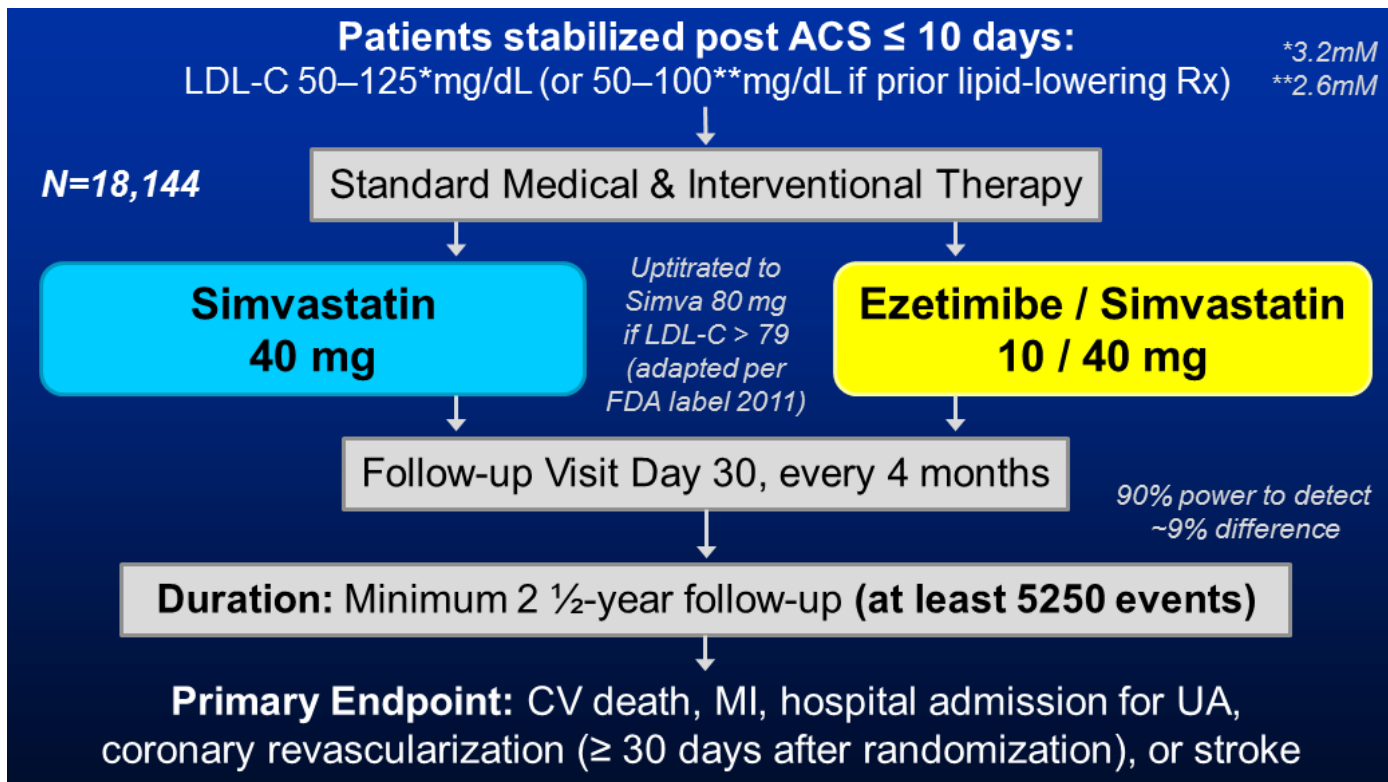 Patients stabilized post ACS ≤ 10 days:
LDL-C 50–125*mg/dL (or 50–100**mg/dL if prior lipid-lowering Rx)
*3.2mM
**2.6mM
N=18,144
Standard Medical & Interventional Therapy
Simvastatin
40 mg
Uptitrated to
Simva 80 mg
if LDL-C > 79
(adapted per
FDA label 2011)
Ezetimibe / Simvastatin
10 / 40 mg
Follow-up Visit Day 30, every 4 months
90% power to detect
~9% difference
Duration: Minimum 2 ½-year follow-up (at least 5250 events)
Primary Endpoint: CV death, MI, hospital admission for UA,
coronary revascularization (≥ 30 days after randomization), or stroke